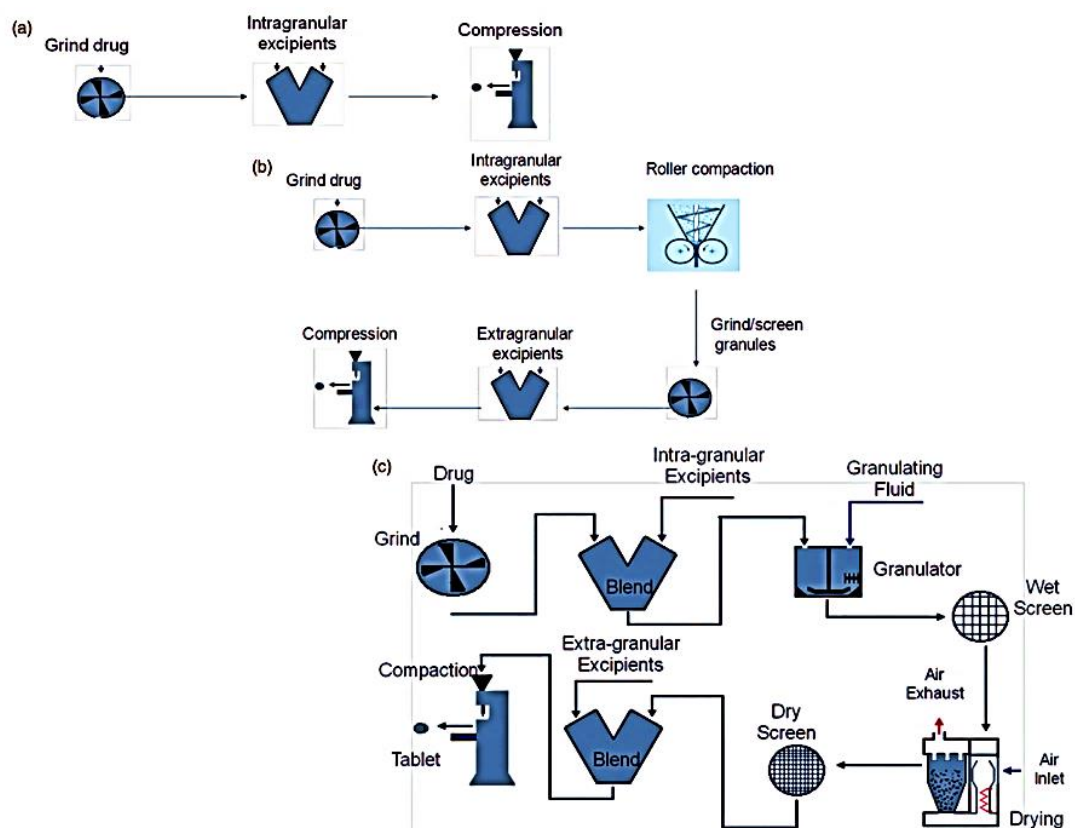 (a)
Grind drug
Intragranular
excipients
Compression
(b)
Grind drug
Intragranular
excipients
Roller compaction
Grind/screen
granules
Extragranular
excipients
Compression
(c)
Drug
Grind
Intra-granular
Excipients
Blend
Granulating
Fluid
Granulator
Wet
Screen
Air
Exhaust
Air
Inlet
Drying
Dry
Screen
Extra-granular
Excipients
Blend
Compaction
Tablet